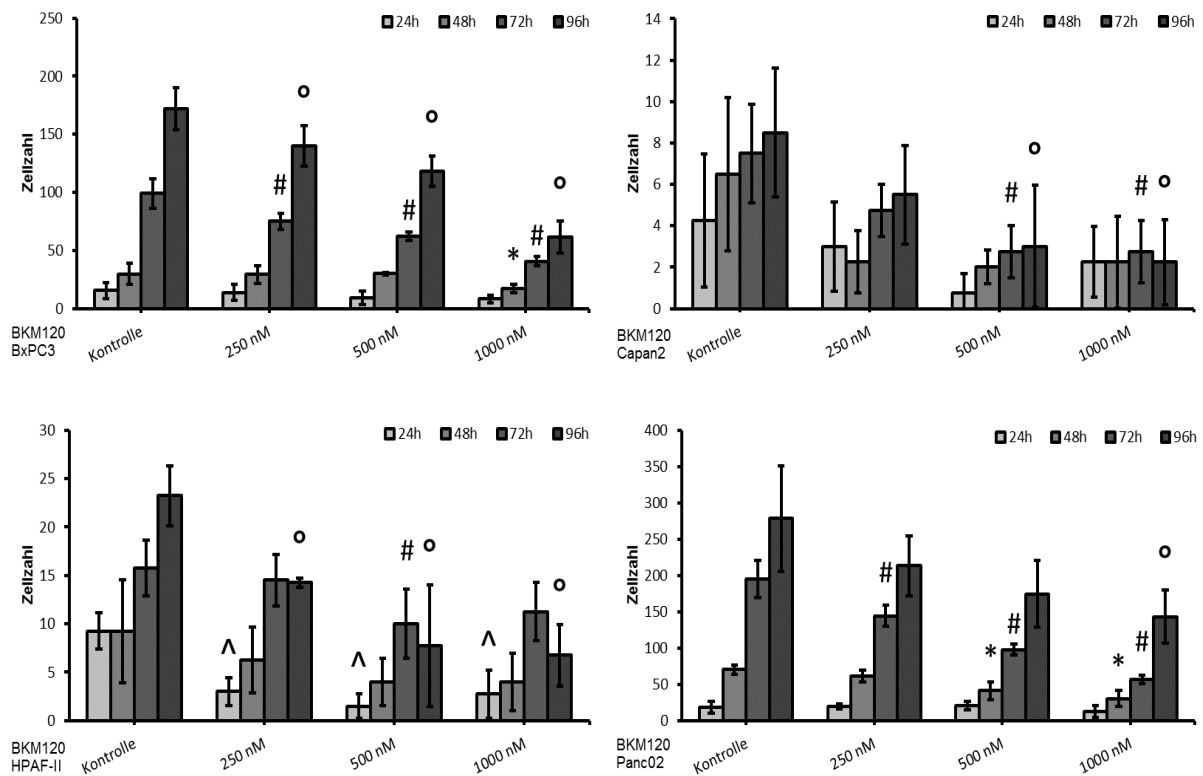 24h 48h 72h 96h
250
200
150
100
50
0
Zellzahl
# o
# o
* # o
BKM120
BxPC3
Kontrolle 250 nM 500 nM 1000 nM
24h 48h 72h 96h
14
12
10
8
6
4
2
0
Zellzahl
# o
# o
BKM120
Capan2
Kontrolle 250 nM 500 nM 1000 nM
24h 48h 72h 96h
30
25
20
15
10
5
0
Zellzahl
^ o
^ # o
^ o
BKM120
HPAF-II
Kontrolle 250 nM 500 nM 1000 nM
24h 48h 72h 96h
400
350
300
250
200
150
100
50
0
Zellzahl
#
* #
* # o
BKM120
Panc02
Kontrolle 250 nM 500 nM 1000 nM